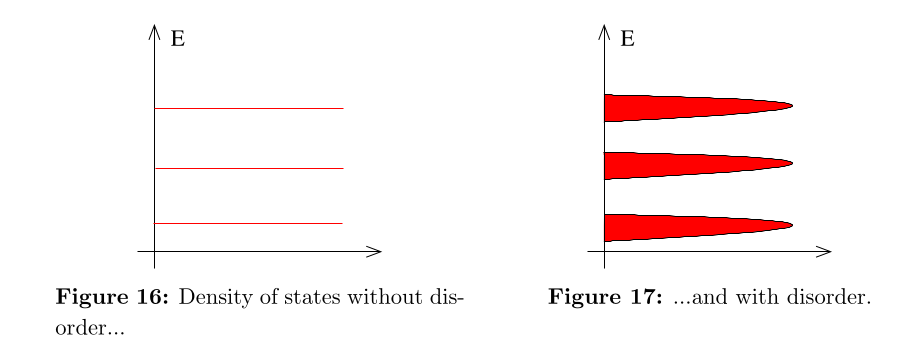 E
E
Figure 16: Density of states without dis-
order...
Figure 17: ...and with disorder.